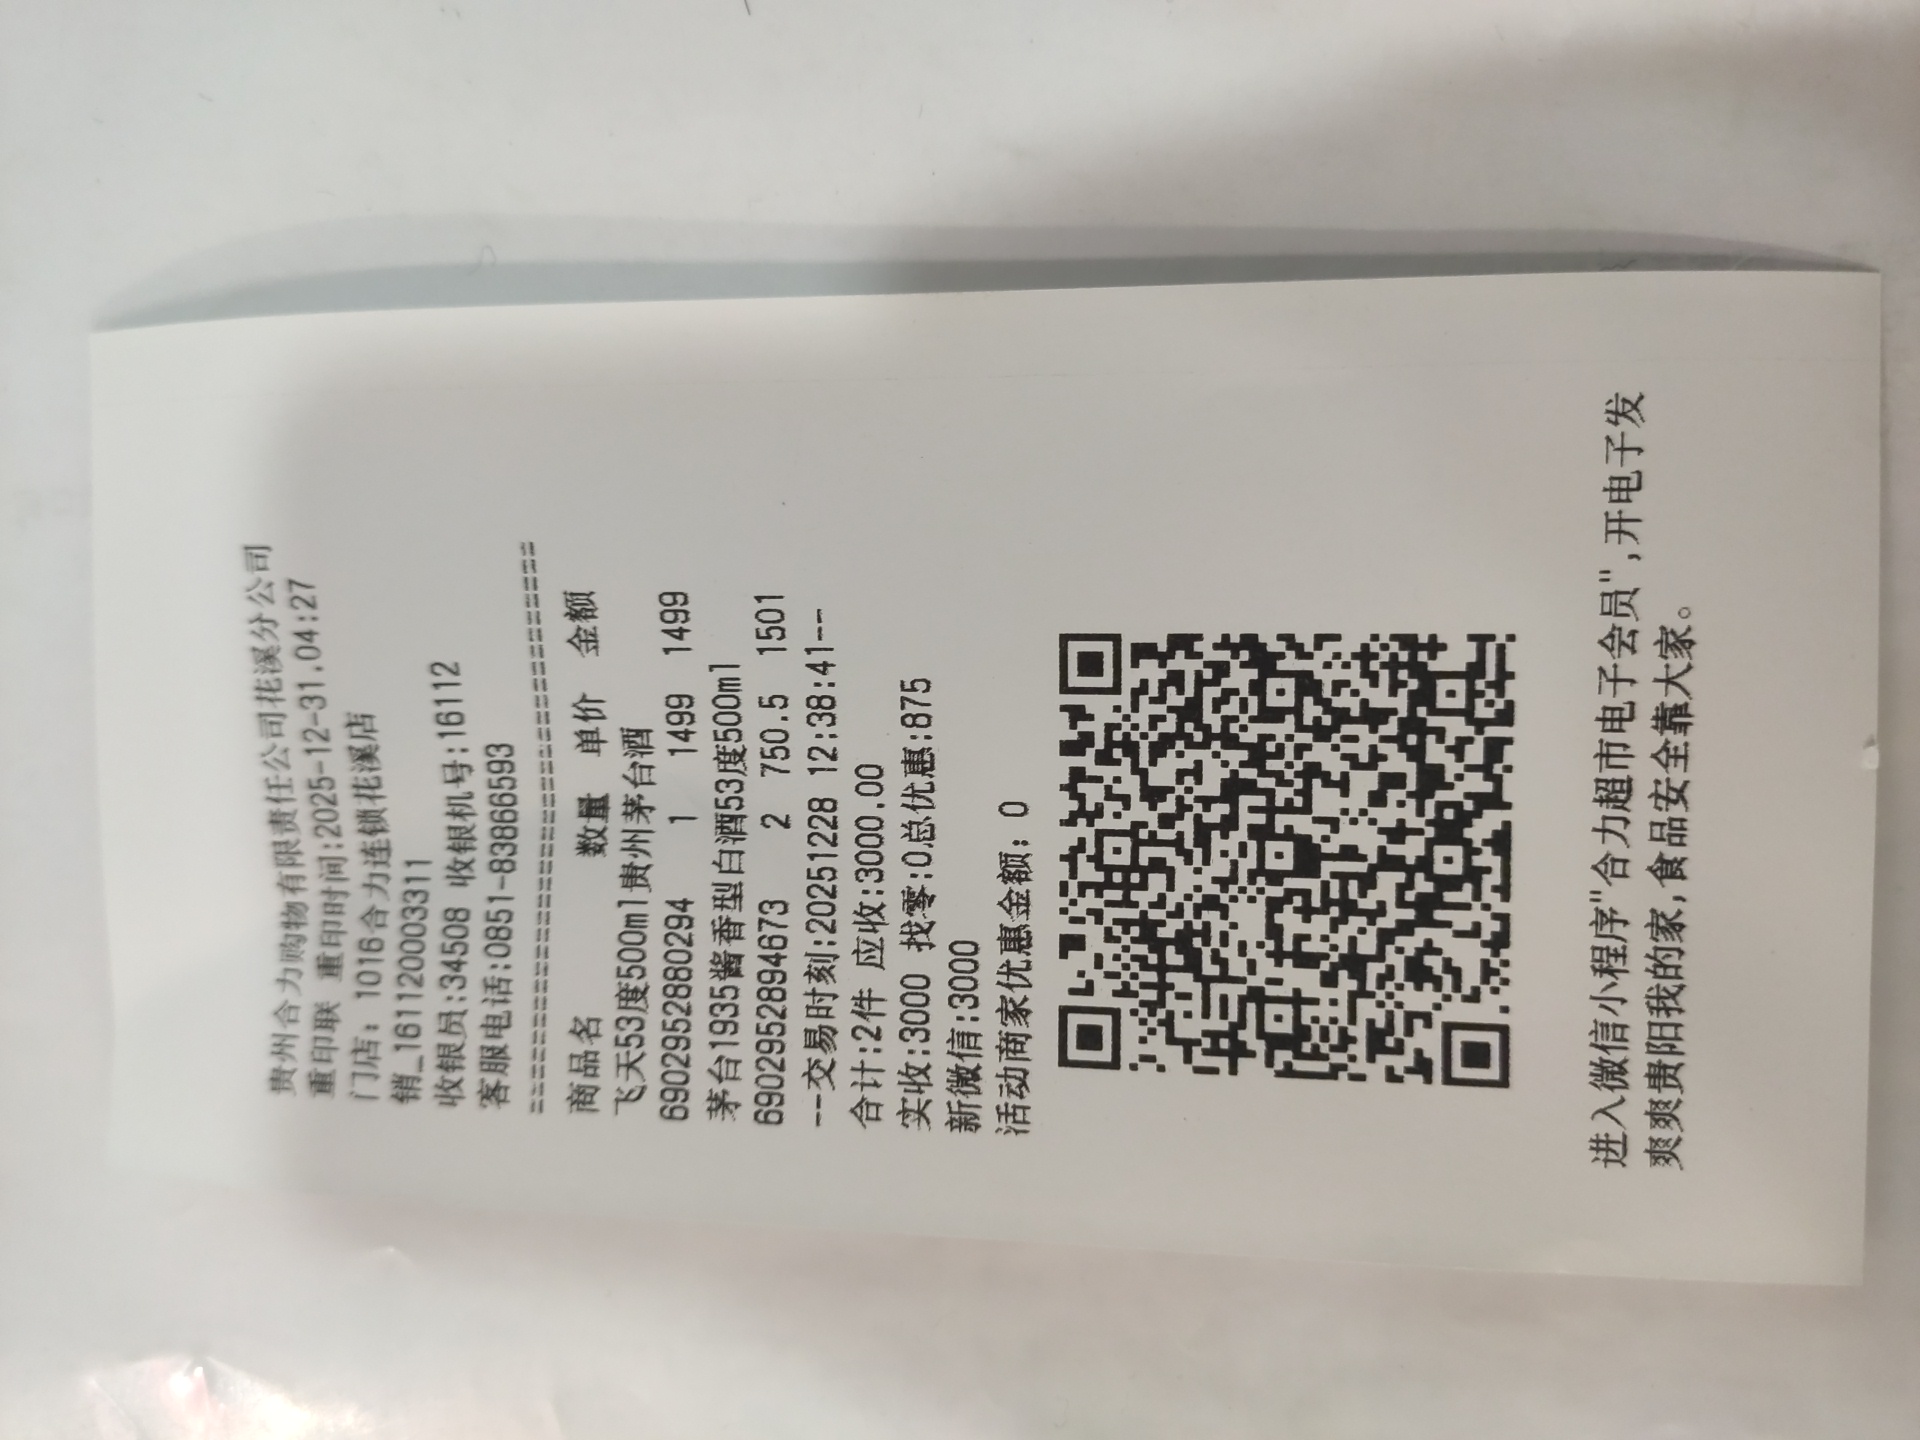 贵州合力购物有限责任公司花溪分公司
重印联 重印时间:2025-12-31,04:27
门店: 1016合力连锁花溪店
销_161120003311
收银员:34508 收银机号:16112
客服电话:0851-83866593
==========================================
商品名 数量 单价 金额
飞天53度500ml贵州茅台酒
6902952880294 1 1499 1499
茅台1935酱香型白酒53度500ml
6902952894673 2 750.5 1501
--交易时刻:20251228 12:38:41--
合计:2件 应收:3000.00
实收:3000 找零:0总优惠:875
新微信:3000
活动商家优惠金额: 0
进入微信小程序"合力超市电子会员",开电子发
爽爽贵阳我的家,食品安全靠大家。